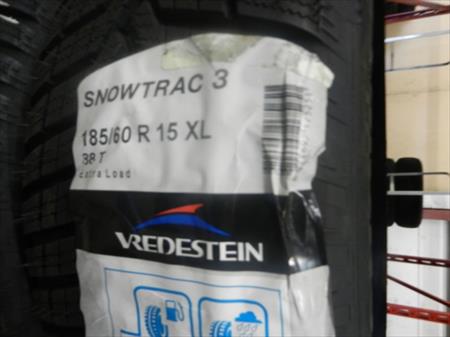 SNOWTRAC 3
185/60 R 15 XL
88 T
Extra Load
VREDESTEIN